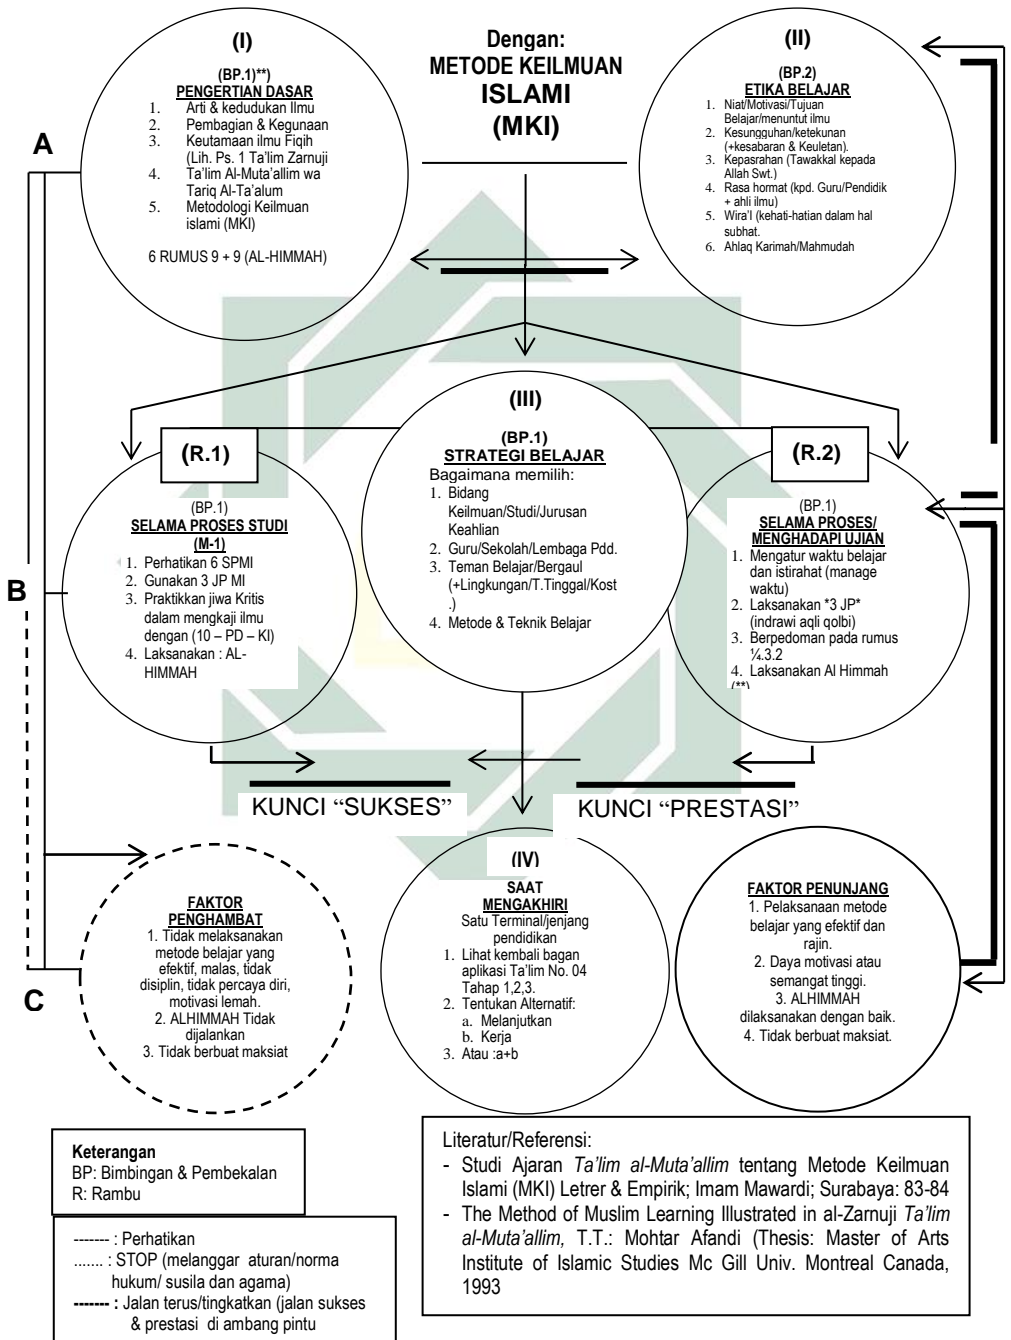 Dengan:
METODE KEILMUAN
ISLAMI
(MKI)
A
(I)
(BP.1)**)
PENGERTIAN DASAR
1. Arti & kedudukan Ilmu
2. Pembagian & Kegunaan
3. Keutamaan ilmu Fiqih
(Lih. Ps. 1 Ta'lim Zarnuji
4. Ta'lim Al-Muta'allim wa
Tariq Al-Ta'alum
5. Metodologi Keilmuan
islami (MKI)
6 RUMUS 9 + 9 (AL-HIMMAH)
(II)
(BP.2)
ETIKA BELAJAR
1. Niat/Motivasi/Tujuan
Belajar/menuntut ilmu
2. Kesungguhan/ketekunan
(+kesabaran & Keuletan).
3. Kepasrahan (Tawakkal kepada
Allah Swt.)
4. Rasa hormat (kpd. Guru/Pendidik
+ ahli ilmu)
5. Wira'I (kehati-hatian dalam hal
subhat.
6. Ahlaq Karimah/Mahmudah
B
(R.1)
(BP.1)
SELAMA PROSES STUDI
(M-1)
1. Perhatikan 6 SPMI
2. Gunakan 3 JP MI
3. Praktikkan jiwa Kritis
dalam mengkaji ilmu
dengan (10 – PD – KI)
4. Laksanakan : AL-
HIMMAH
(III)
(BP.1)
STRATEGI BELAJAR
Bagaimana memilih:
1. Bidang
Keilmuan/Studi/Jurusan
Keahlian
2. Guru/Sekolah/Lembaga Pdd.
3. Teman Belajar/Bergaul
(+Lingkungan/T.Tinggal/Kost
.)
4. Metode & Teknik Belajar
(R.2)
(BP.1)
SELAMA PROSES/
MENGHADAPI UJIAN
1. Mengatur waktu belajar
dan istirahat (manage
waktu)
2. Laksanakan *3 JP*
(indrawi aqli qolbi)
3. Berpedoman pada rumus
¼.3.2
4. Laksanakan Al Himmah
(**)
KUNCI “SUKSES”
KUNCI “PRESTASI”
C
FAKTOR
PENGHAMBAT
1. Tidak melaksanakan
metode belajar yang
efektif, malas, tidak
disiplin, tidak percaya diri,
motivasi lemah.
2. ALHIMMAH Tidak
dijalankan
3. Tidak berbuat maksiat
(IV)
SAAT
MENGAKHIRI
Satu Terminal/jenjang
pendidikan
1. Lihat kembali bagan
aplikasi Ta'lim No. 04
Tahap 1,2,3.
2. Tentukan Alternatif:
a. Melanjutkan
b. Kerja
3. Atau :a+b
FAKTOR PENUNJANG
1. Pelaksanaan metode
belajar yang efektif dan
rajin.
2. Daya motivasi atau
semangat tinggi.
3. ALHIMMAH
dilaksanakan dengan baik.
4. Tidak berbuat maksiat.
Keterangan
BP: Bimbingan & Pembekalan
R: Rambu
------- : Perhatikan
....... : STOP (melanggar aturan/norma
hukum/ susila dan agama)
------- : Jalan terus/tingkatkan (jalan sukses
& prestasi di ambang pintu
Literatur/Referensi:
- Studi Ajaran Ta'lim al-Muta'allim tentang Metode Keilmuan
Islami (MKI) Letrer & Empirik; Imam Mawardi; Surabaya: 83-84
- The Method of Muslim Learning Illustrated in al-Zarnuji Ta'lim
al-Muta'allim, T.T.: Mohtar Afandi (Thesis: Master of Arts
Institute of Islamic Studies Mc Gill Univ. Montreal Canada,
1993